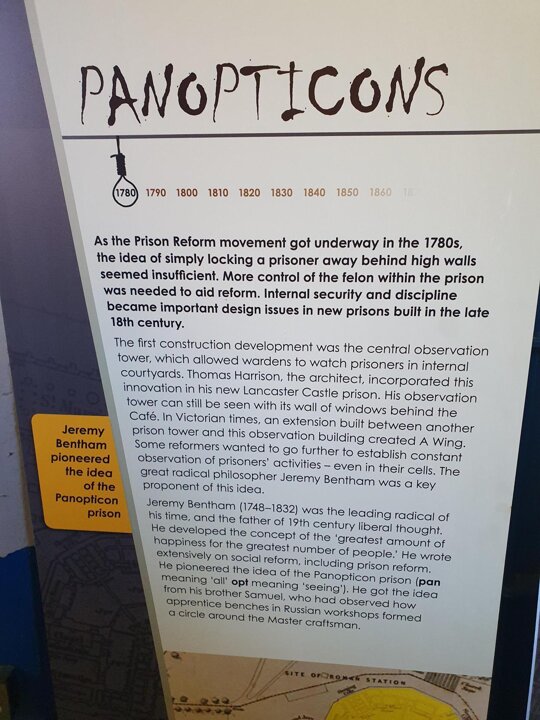 PANOPTICONS
1780 1790 1800 1810 1820 1830 1840 1850 1860
As the Prison Reform movement got underway in the 1780s,
the idea of simply locking a prisoner away behind high walls
seemed insufficient. More control of the felon within the prison
was needed to aid reform. Internal security and discipline
became important design issues in new prisons built in the late
18th century.
The first construction development was the central observation
tower, which allowed wardens to watch prisoners in internal
courtyards. Thomas Harrison, the architect, incorporated this
innovation in his new Lancaster Castle prison. His observation
tower can still be seen with its wall of windows behind the
Café. In Victorian times, an extension built between another
prison tower and this observation building created A Wing.
Some reformers wanted to go further to establish constant
observation of prisoners' activities – even in their cells. The
great radical philosopher Jeremy Bentham was a key
proponent of this idea.
Jeremy
Bentham
pioneered
the idea
of the
Panopticon
prison
Jeremy Bentham (1748–1832) was the leading radical of
his time, and the father of 19th century liberal thought.
He developed the concept of the 'greatest amount of
happiness for the greatest number of people.' He wrote
extensively on social reform, including prison reform.
He pioneered the idea of the Panopticon prison (pan
meaning 'all' opt meaning 'seeing'). He got the idea
from his brother Samuel, who had observed how
apprentice benches in Russian workshops formed
a circle around the Master craftsman.
SITE OF ROMAN STATION